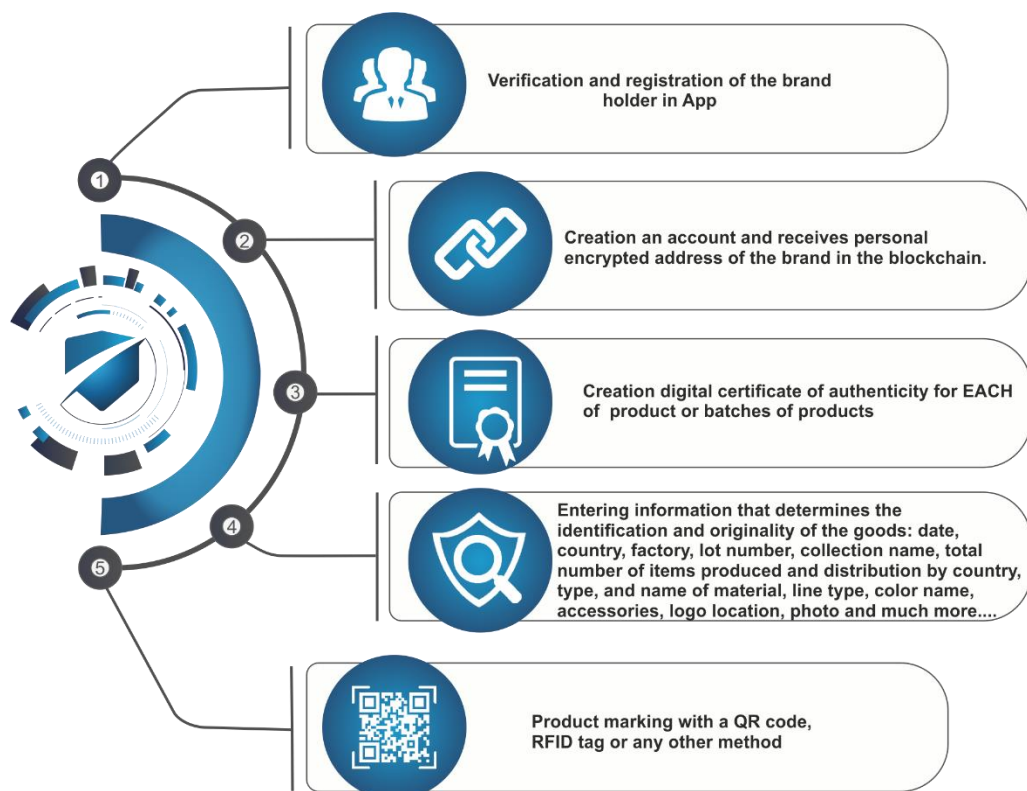 1
Verification and registration of the brand
holder in App
2
Creation an account and receives personal
encrypted address of the brand in the blockchain.
3
Creation digital certificate of authenticity for EACH
of product or batches of products
4
Entering information that determines the
identification and originality of the goods: date,
country, factory, lot number, collection name, total
number of items produced and distribution by country,
type, and name of material, line type, color name,
accessories, logo location, photo and much more....
5
Product marking with a QR code,
RFID tag or any other method